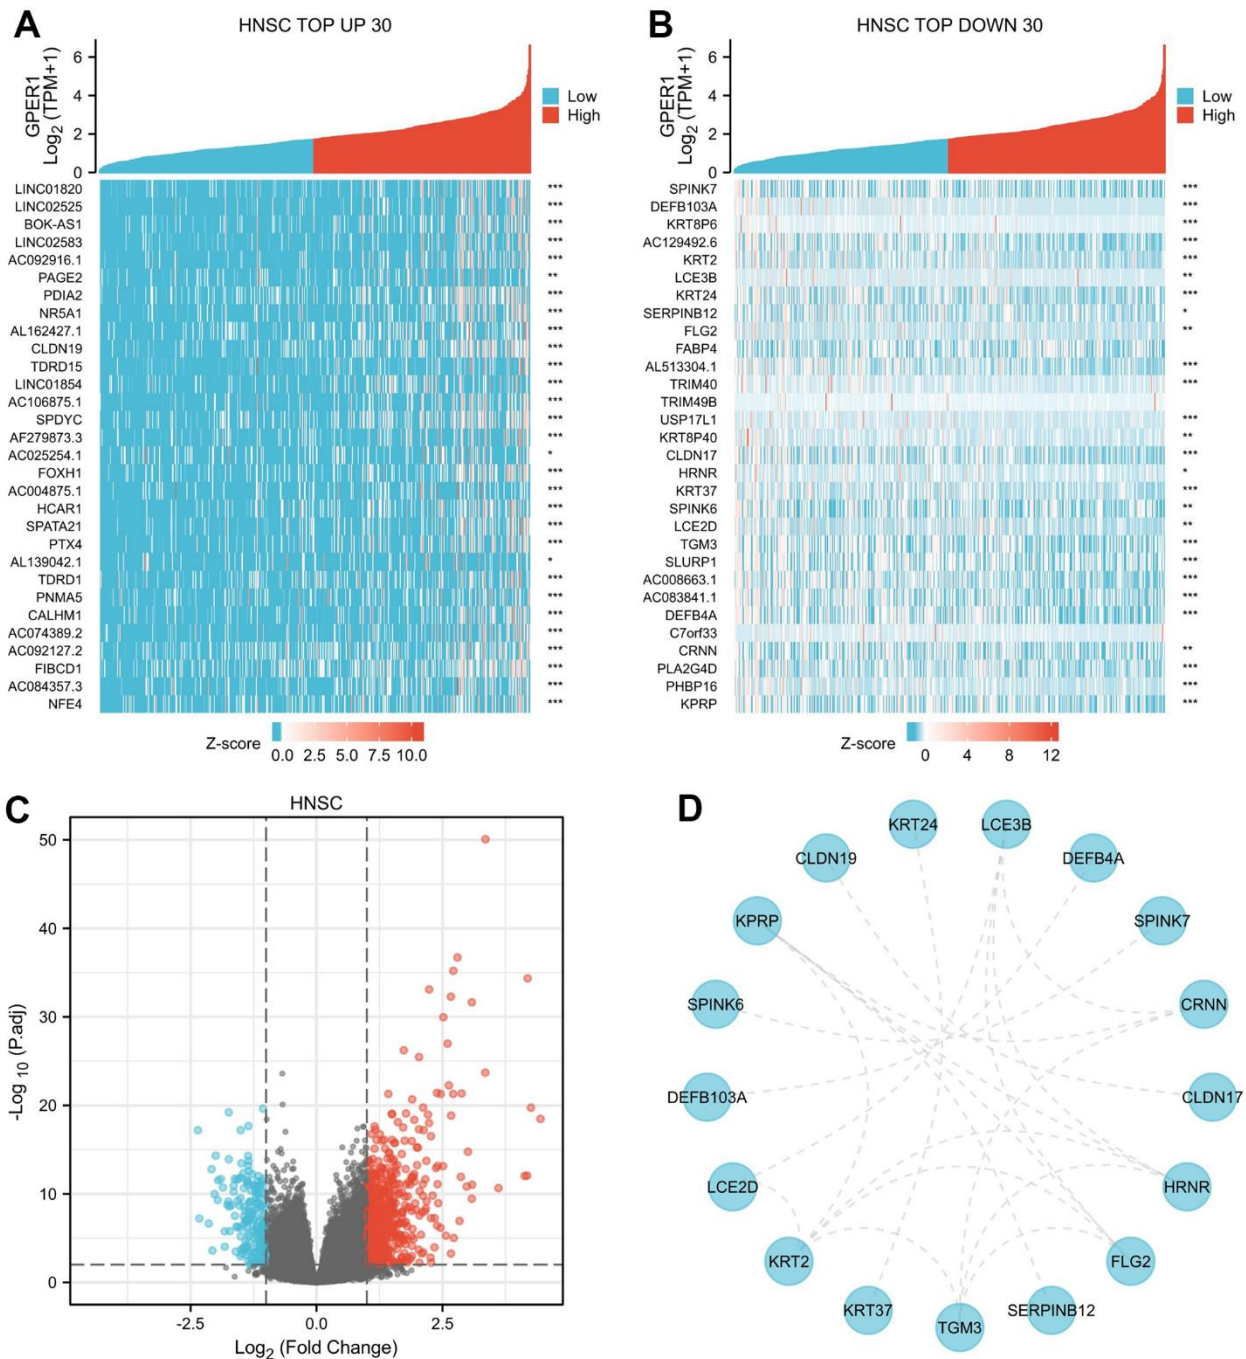 A
HNSC TOP UP 30
GPER1
Log2 (TPM+1)
6
4
2
0
Low
High
LINC01820 ***
LINC02525 ***
BOK-AS1 ***
LINC02583 ***
AC092916.1 ***
PAGE2 **
PDIA2 ***
NR5A1 ***
AL162427.1 ***
CLDN19 ***
TDRD15 ***
LINC01854 ***
AC106875.1 ***
SPDYC ***
AF279873.3 ***
AC025254.1 *
FOXH1 ***
AC004875.1 ***
HCAR1 ***
SPATA21 ***
PTX4 ***
AL139042.1 *
TDRD1 ***
PNMA5 ***
CALHM1 ***
AC074389.2 ***
AC092127.2 ***
FIBCD1 ***
AC084357.3 ***
NFE4 ***
Z-score
0.0 2.5 5.0 7.5 10.0
B
HNSC TOP DOWN 30
GPER1
Log2 (TPM+1)
6
4
2
0
Low
High
SPINK7 ***
DEFB103A ***
KRT8P6 ***
AC129492.6 ***
KRT2 ***
LCE3B **
KRT24 ***
SERPINB12 *
FLG2 **
FABP4
AL513304.1 ***
TRIM40 ***
TRIM49B
USP17L1 ***
KRT8P40 **
CLDN17 ***
HRNR *
KRT37 ***
SPINK6 **
LCE2D **
TGM3 ***
SLURP1 ***
AC008663.1 ***
AC083841.1 ***
DEFB4A ***
C7orf33
CRNN **
PLA2G4D ***
PHBP16 ***
KPRP ***
Z-score
0 4 8 12
C
HNSC
-Log10 (P.adj)
50
40
30
20
10
0
-2.5 0.0 2.5
Log2 (Fold Change)
D
KRT24
LCE3B
CLDN19
DEFB4A
KPRP
SPINK7
SPINK6
CRNN
DEFB103A
CLDN17
LCE2D
HRNR
KRT2
FLG2
KRT37
TGM3
SERPINB12